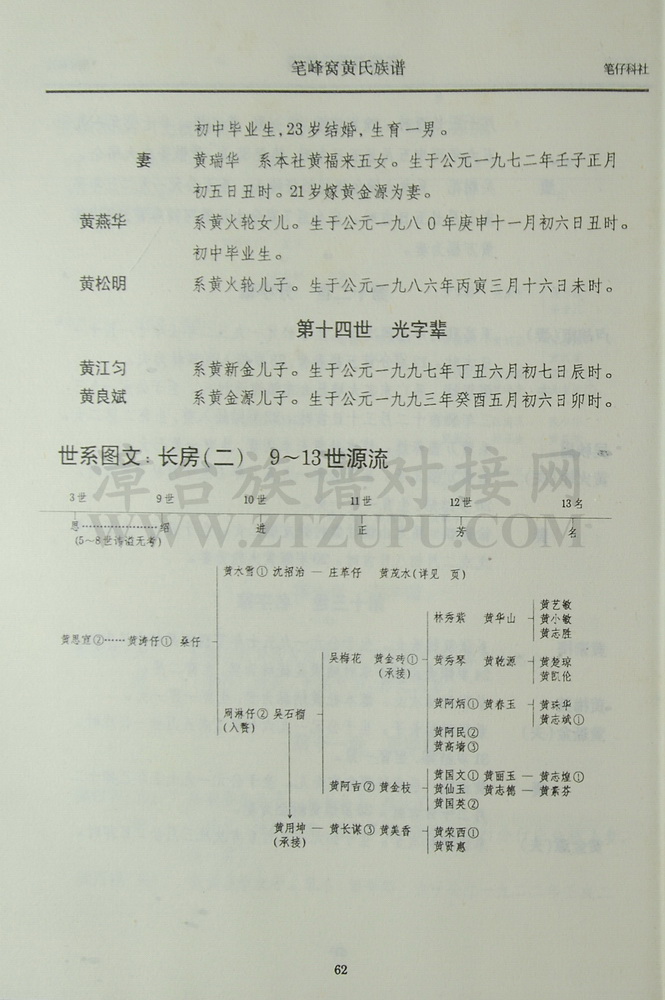 笔峰窝黄氏族谱
笔仔科社
初中毕业生,23岁结婚,生育一男。
妻 黄瑞华 系本社黄福来五女。生于公元一九七二年壬子正月
初五日丑时。21岁嫁黄金源为妻。
黄燕华 系黄火轮女儿。生于公元一九八0年庚申十一月初六日丑时。
初中毕业生。
黄松明 系黄火轮儿子。生于公元一九八六年丙寅三月十六日未时。
第十四世 光字辈
黄江匀 系黄新金儿子。生于公元一九九七年丁丑六月初七日辰时。
黄良斌 系黄金源儿子。生于公元一九九三年癸酉五月初六日卯时。
世系图文:长房(二) 9~13世源流
漳台族谱对接网
WWW.ZTZUPU.COM
3世 9世 10世 11世 12世 13名
思…………………绍 进 正 芳 名
(5~8世讳谥无考)
黄水雪① 沈招治 — 庄革仔 黄茂水(详见 页)
黄思宣②……黄涛仔① 桑仔
周淋仔② 吴石榴
(入赘)
吴梅花 黄金砖①
(承接)
林秀紫 黄华山
黄艺敏
黄小敏
黄志胜
黄秀琴 黄乾源
黄楚琼
黄凯伦
黄阿炳① 黄春玉
黄珠华
黄志斌①
黄阿民②
黄高墙③
黄阿吉② 黄金枝
黄国文① 黄丽玉 — 黄志煌①
黄仙玉 黄志德 — 黄素芬
黄国英②
黄用坤 — 黄长谋③ 黄美香
(承接)
黄荣西①
黄贤惠
62